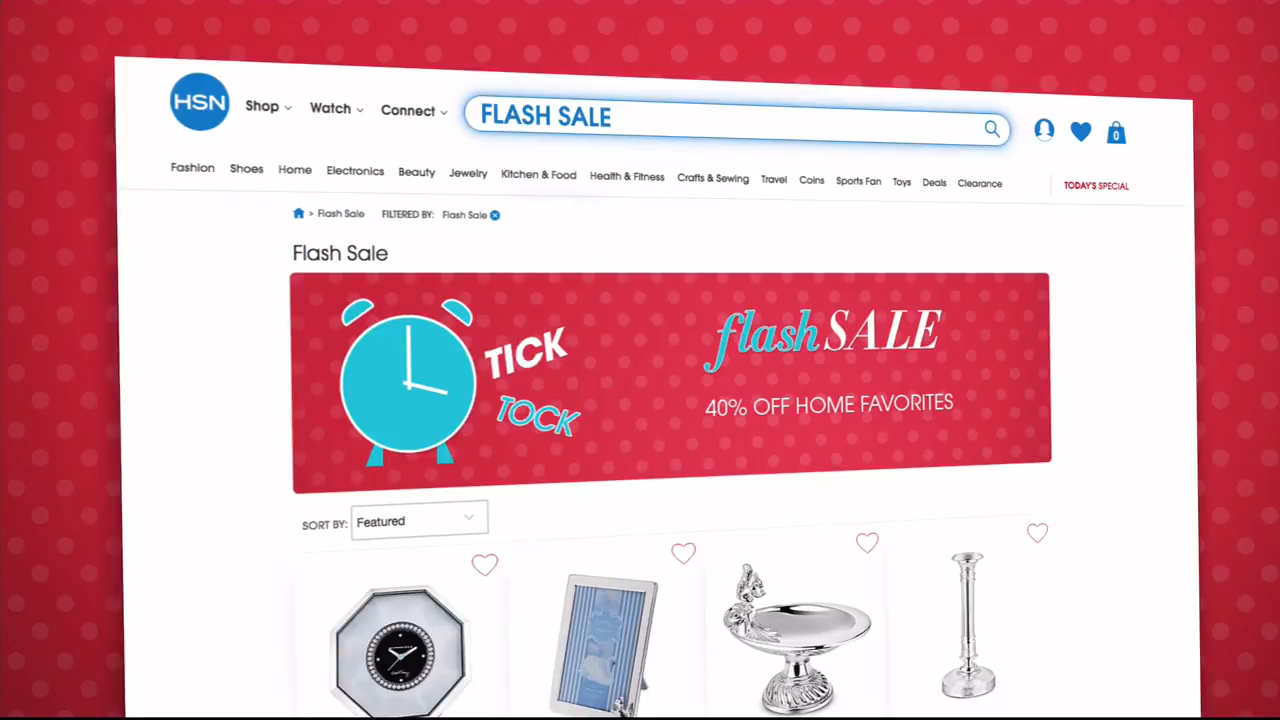 HSN Shop Watch Connect FLASH SALE 0
Fashion Shoes Home Electronics Beauty Jewelry Kitchen & Food Health & Fitness Crafts & Sewing Travel Coins Sports Fan Toys Deals Clearance TODAY'S SPECIAL
> Flash Sale FILTERED BY: Flash Sale
Flash Sale
TICK
TOCK
flash SALE
40% OFF HOME FAVORITES
SORT BY: Featured